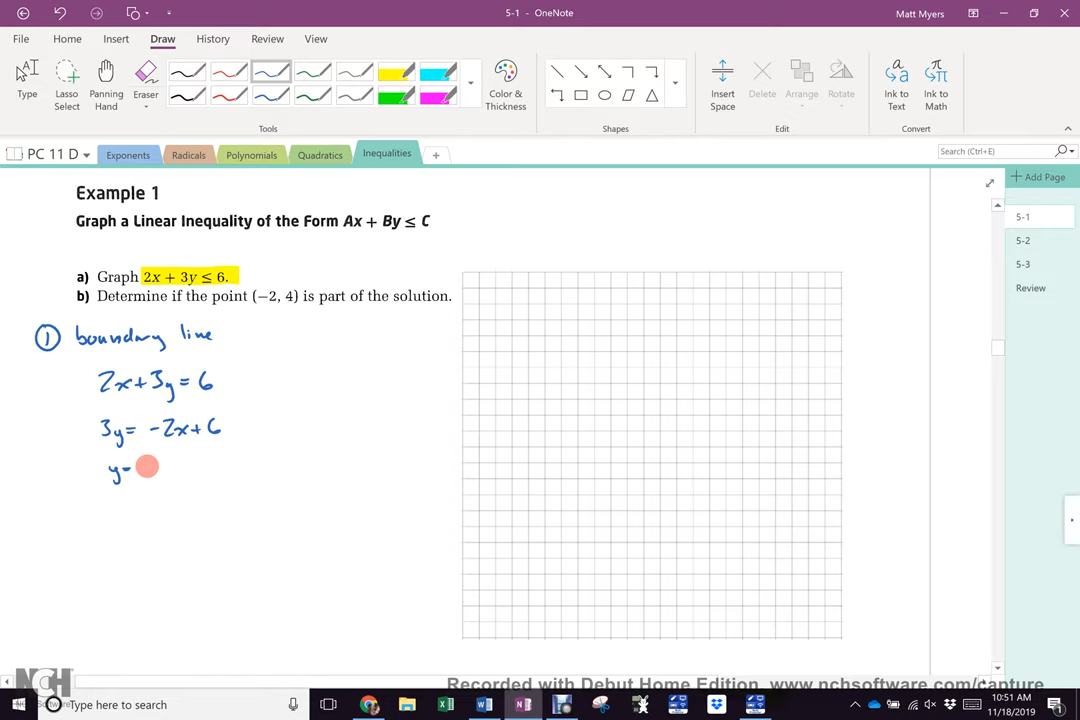 5-1 - OneNote
Matt Myers
File Home Insert Draw History Review View
Type
Lasso Select
Panning Hand
Eraser
Color & Thickness
Insert Space
Delete
Arrange
Rotate
Ink to Text
Ink to Math
Tools
Shapes
Edit
Convert
PC 11 D
Exponents
Radicals
Polynomials
Quadratics
Inequalities
Search (Ctrl+E)
Add Page
5-1
5-2
5-3
Review
Example 1
Graph a Linear Inequality of the Form Ax + By ≤ C
a) Graph 2x + 3y ≤ 6.
b) Determine if the point (−2, 4) is part of the solution.
① boundary line
2x+3y = 6
3y = -2x+6
y=
NCH Software
Recorded with Debut Home Edition. www.nchsoftware.com/capture
Type here to search
10:51 AM
11/18/2019